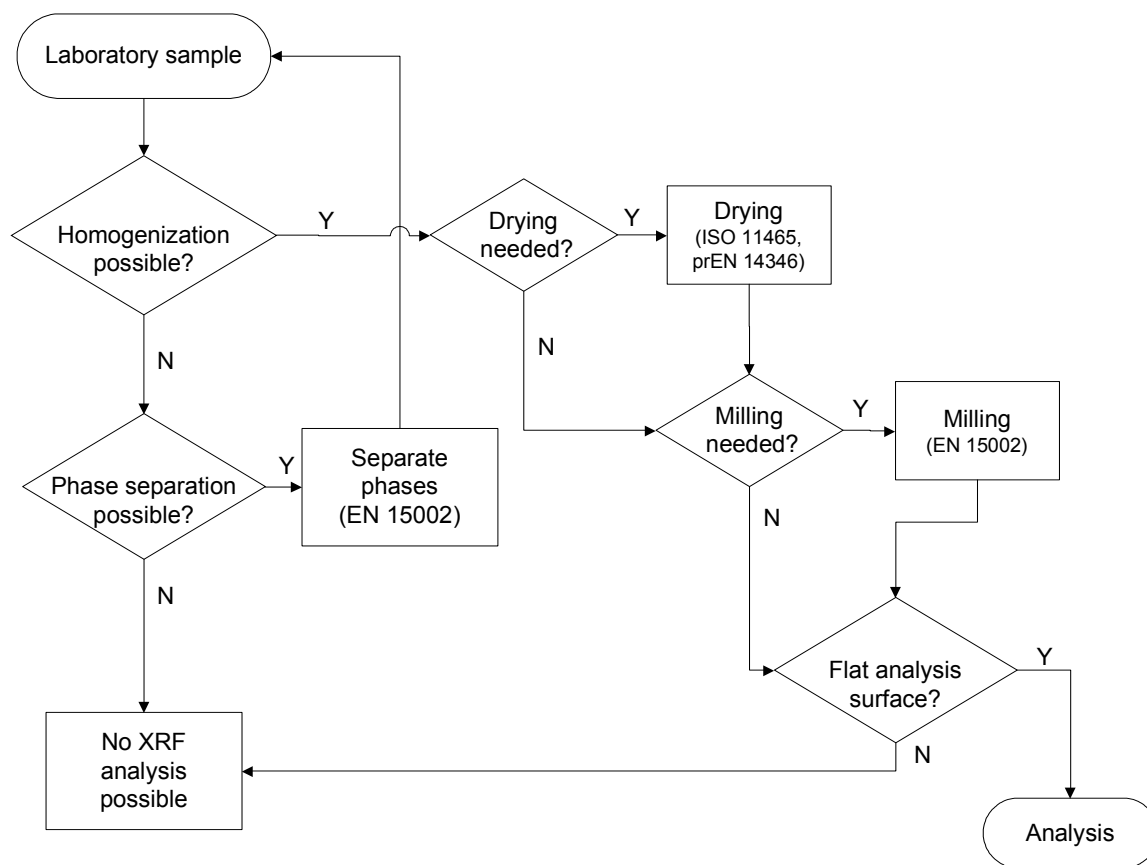 Laboratory sample
Homogenization
possible?
Y
Drying
needed?
Y
Drying
(ISO 11465,
prEN 14346)
N
N
Milling
needed?
Y
Milling
(EN 15002)
Phase separation
possible?
Y
Separate
phases
(EN 15002)
N
N
Flat analysis
surface?
Y
N
No XRF
analysis
possible
Analysis